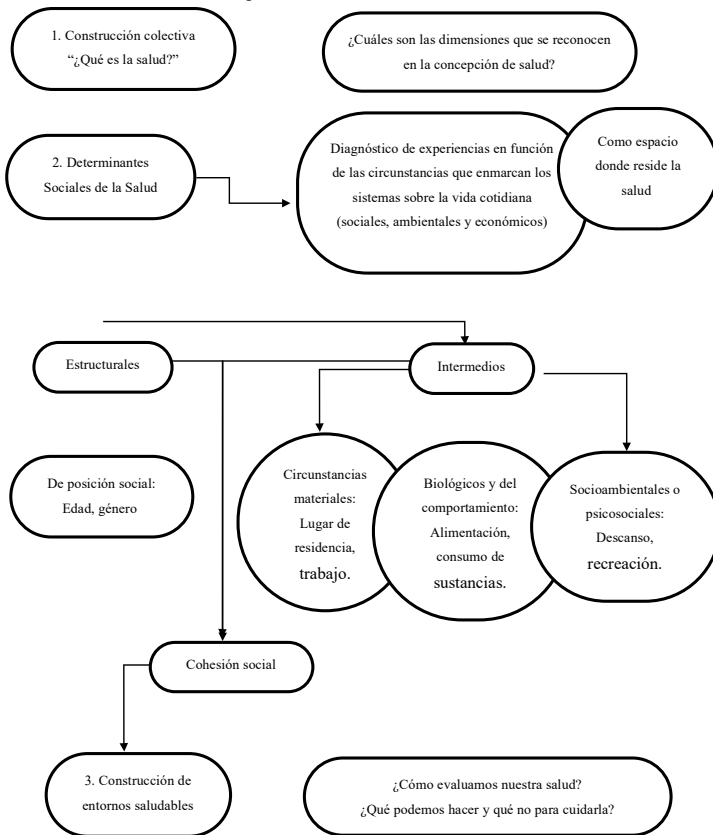 1. Construcción colectiva
“¿Qué es la salud?”
¿Cuáles son las dimensiones que se reconocen
en la concepción de salud?
2. Determinantes
Sociales de la Salud
Diagnóstico de experiencias en función
de las circunstancias que enmarcan los
sistemas sobre la vida cotidiana
(sociales, ambientales y económicos)
Como espacio
donde reside la
salud
Estructurales
Intermedios
De posición social:
Edad, género
Circunstancias
materiales:
Lugar de
residencia,
trabajo.
Biológicos y del
comportamiento:
Alimentación,
consumo de
sustancias.
Socioambientales o
psicosociales:
Descanso,
recreación.
Cohesión social
3. Construcción de
entornos saludables
¿Cómo evaluamos nuestra salud?
¿Qué podemos hacer y qué no para cuidarla?